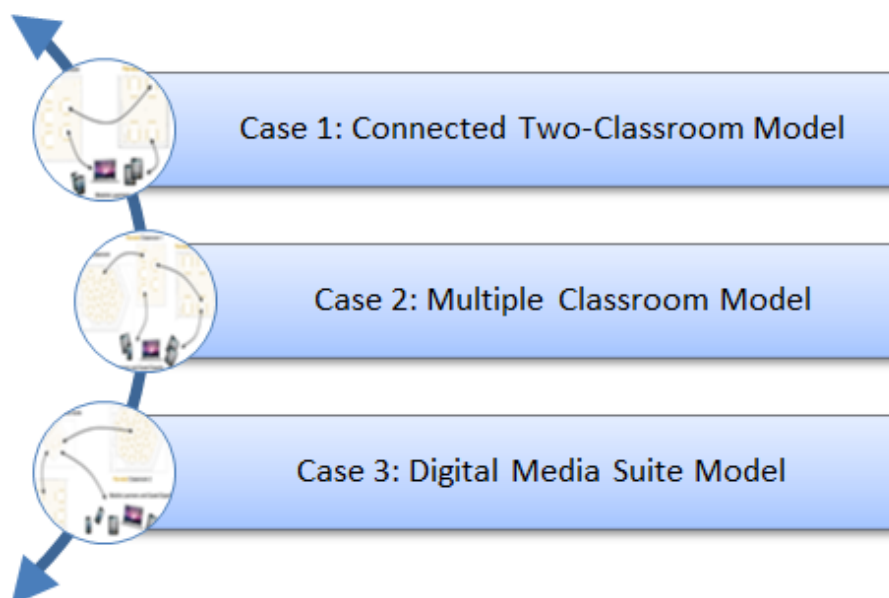 Case 1: Connected Two-Classroom Model
Case 2: Multiple Classroom Model
Case 3: Digital Media Suite Model